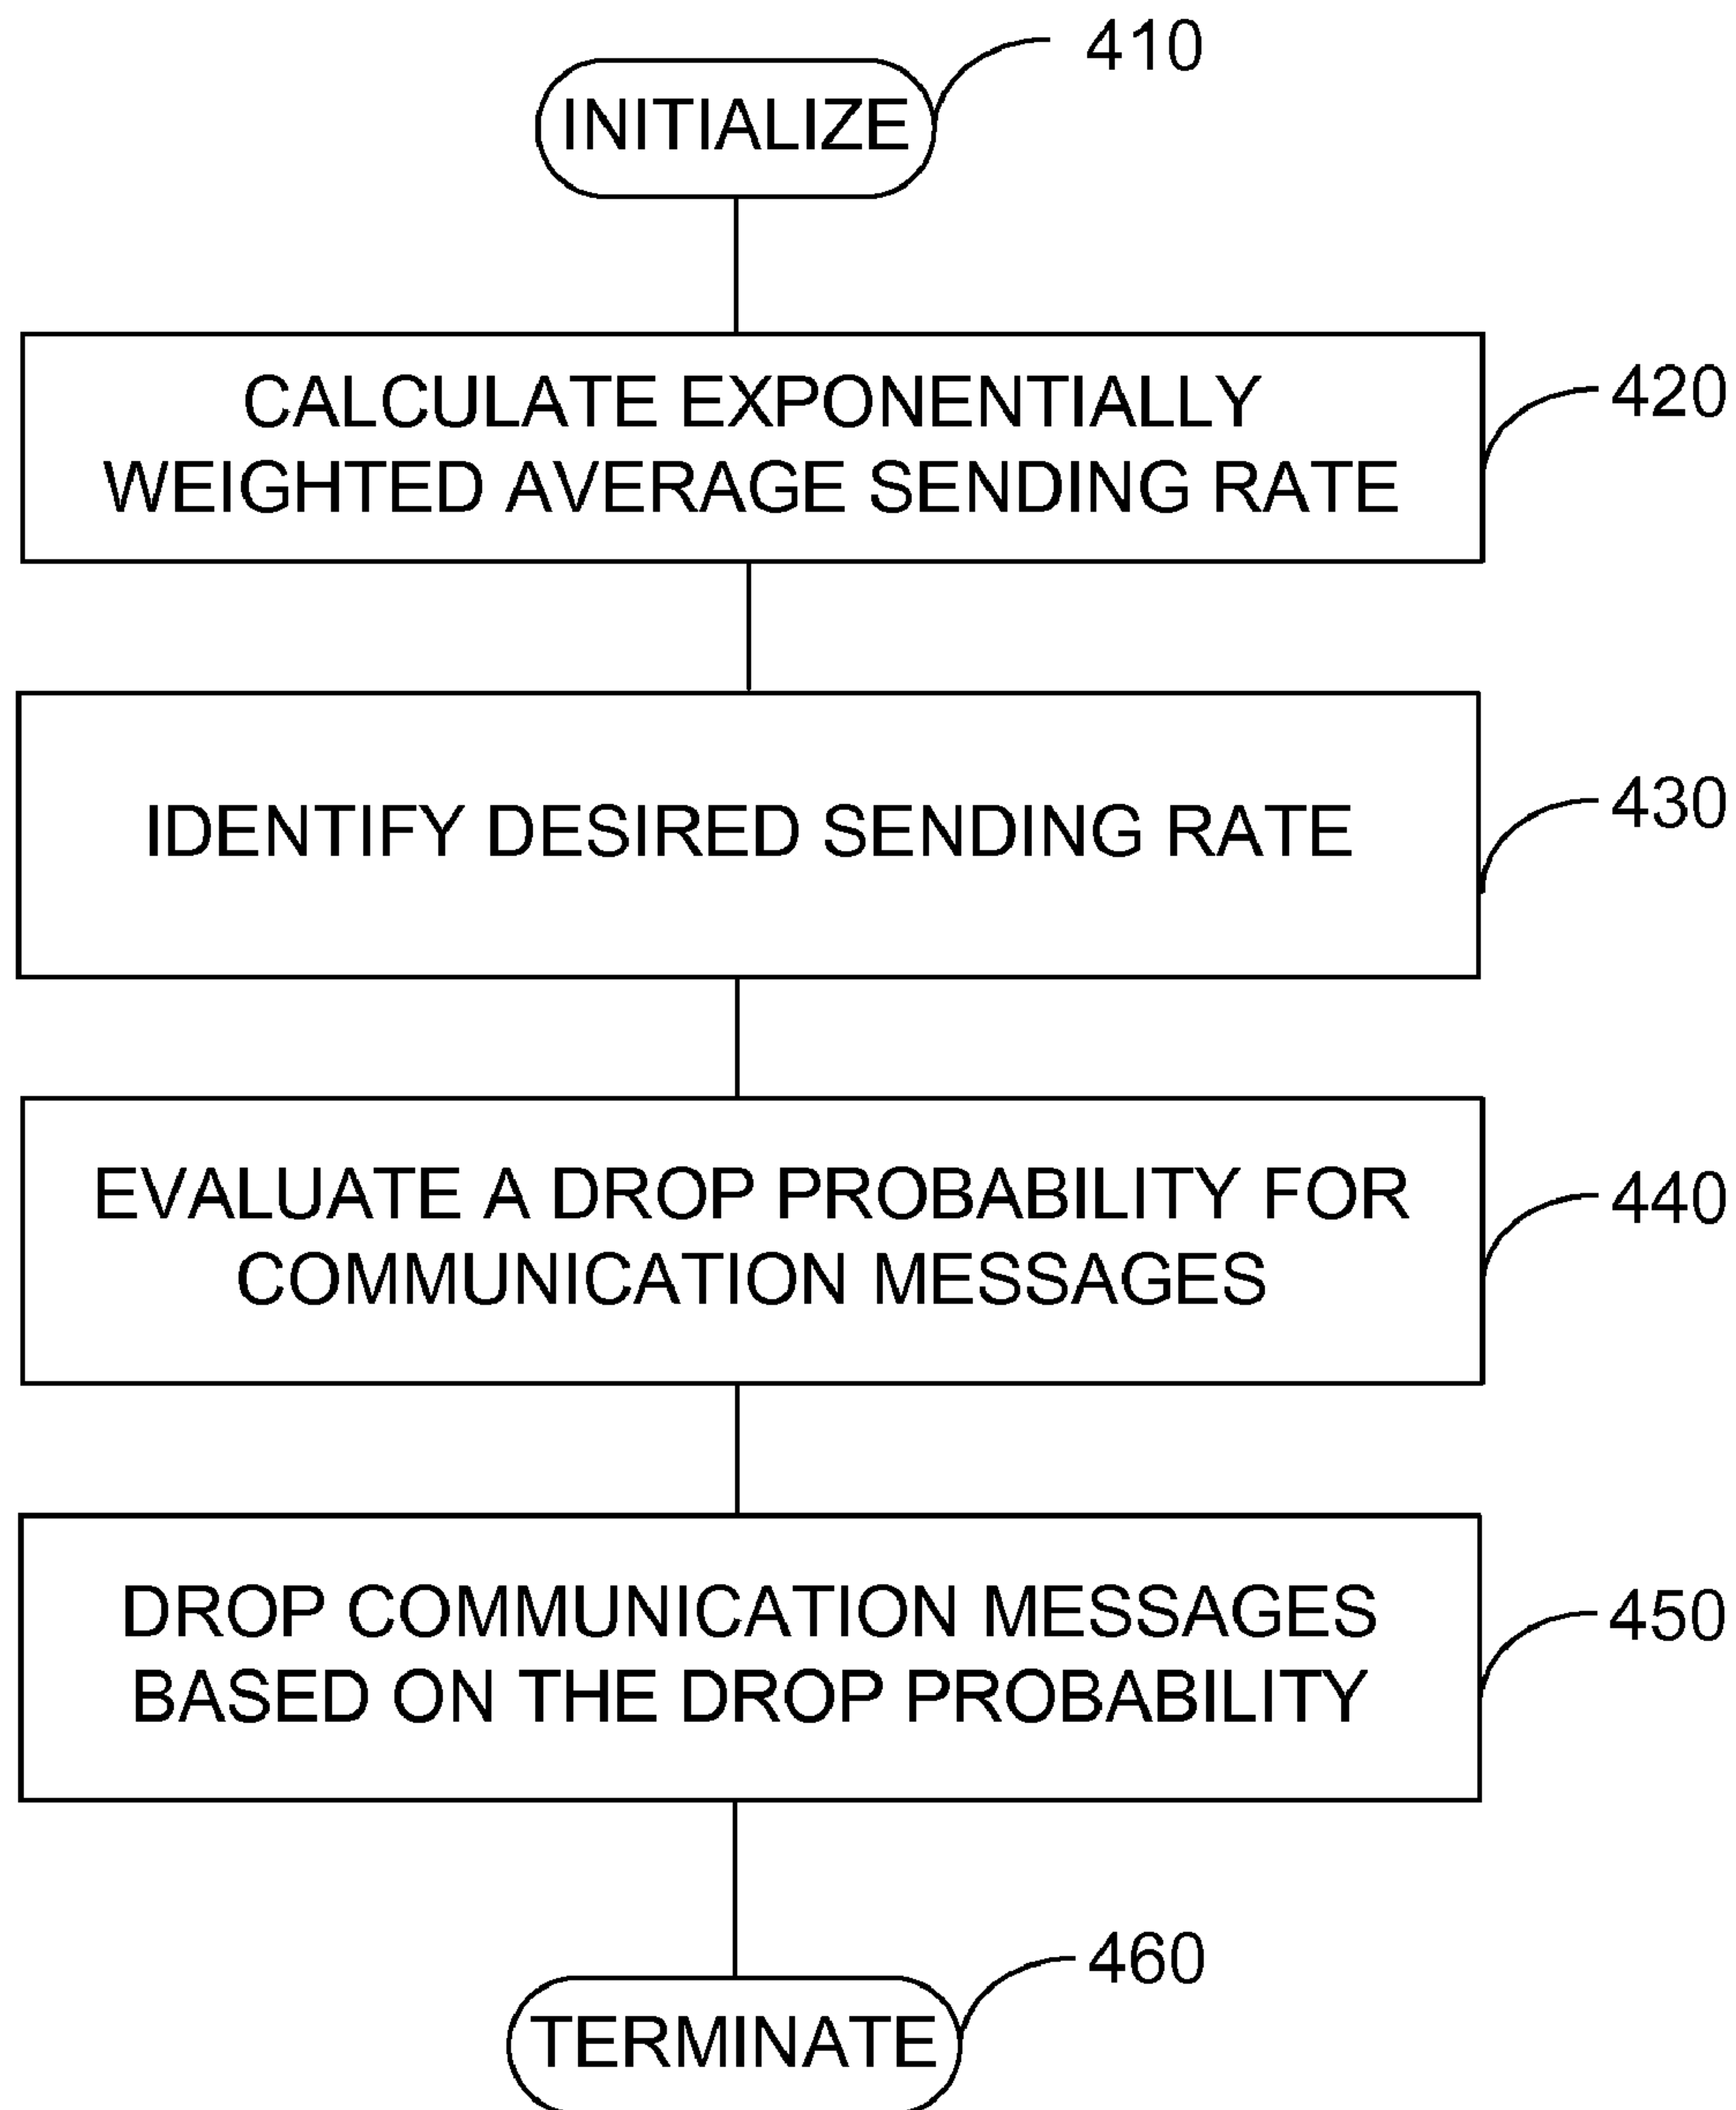 410
INITIALIZE
CALCULATE EXPONENTIALLY
WEIGHTED AVERAGE SENDING RATE
420
IDENTIFY DESIRED SENDING RATE
430
EVALUATE A DROP PROBABILITY FOR
COMMUNICATION MESSAGES
440
DROP COMMUNICATION MESSAGES
BASED ON THE DROP PROBABILITY
450
460
TERMINATE